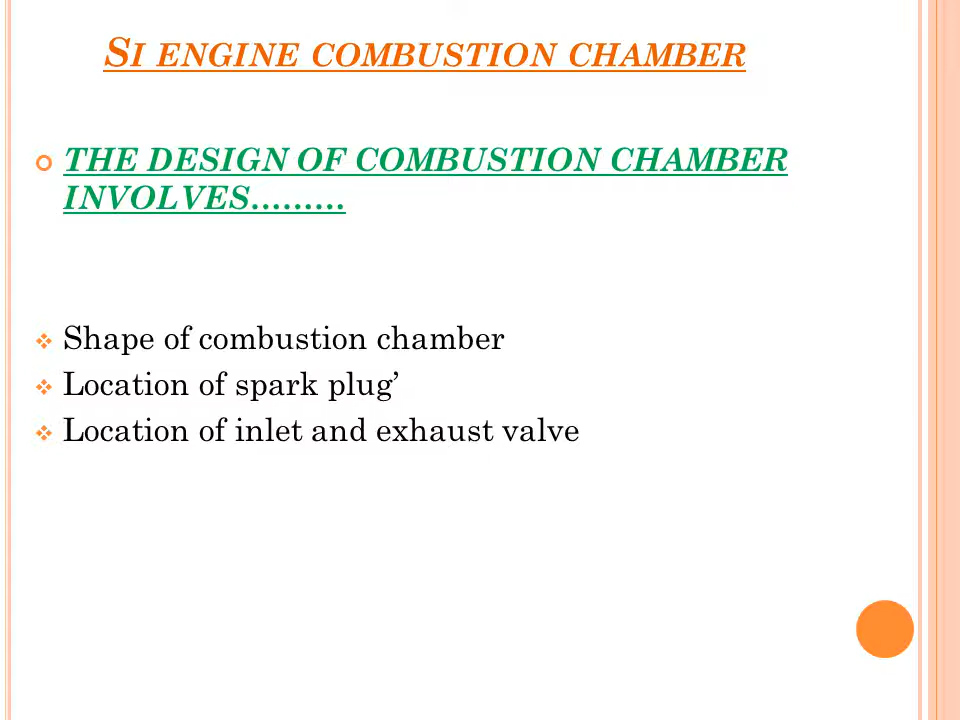 SI ENGINE COMBUSTION CHAMBER
THE DESIGN OF COMBUSTION CHAMBER
INVOLVES.........
Shape of combustion chamber
Location of spark plug’
Location of inlet and exhaust valve